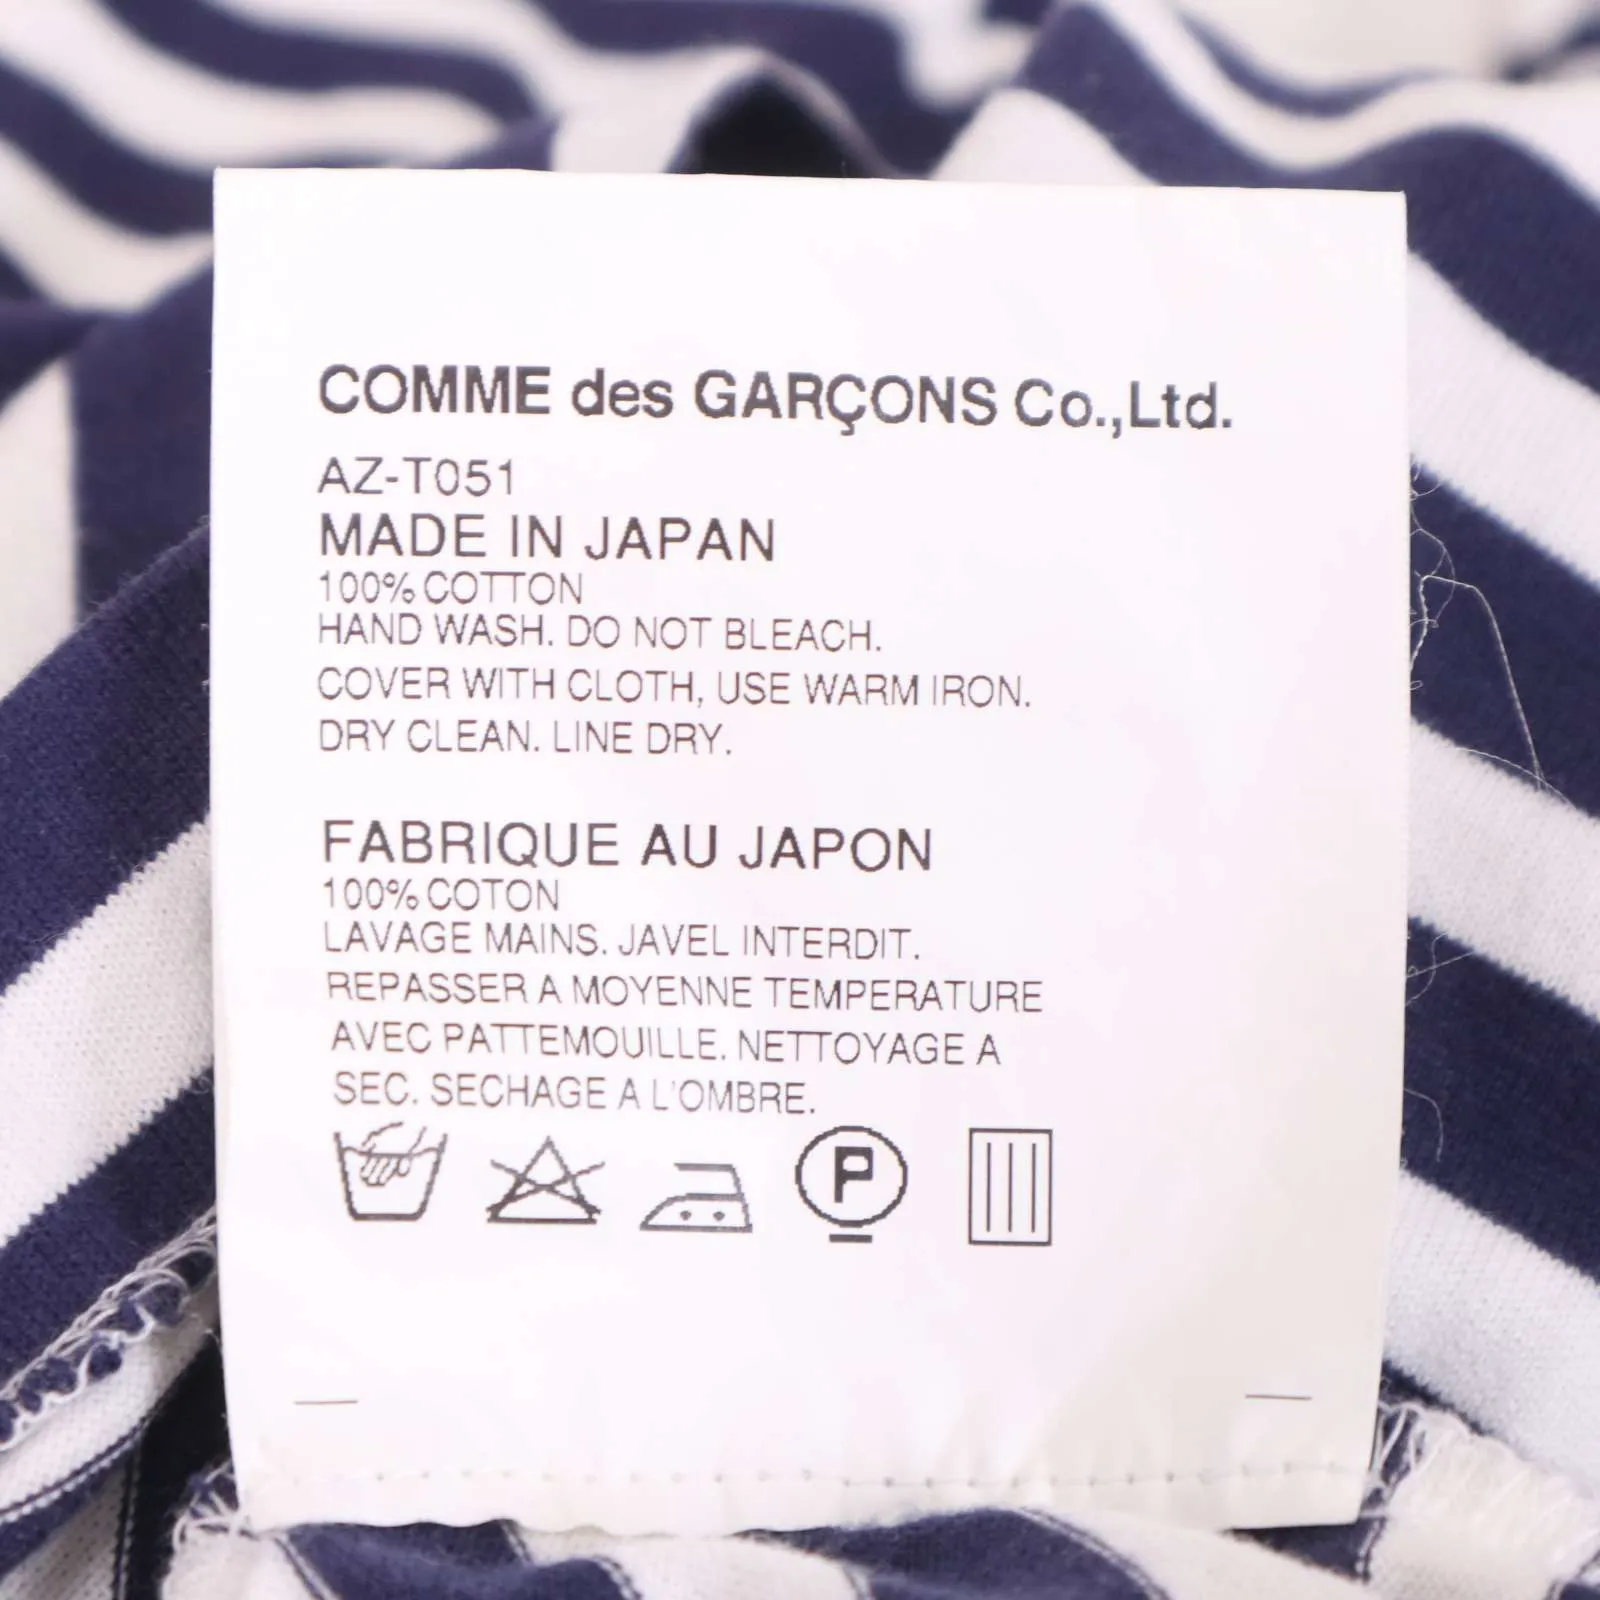 COMME des GARÇONS Co.,Ltd.
AZ-T051
MADE IN JAPAN
100% COTTON
HAND WASH. DO NOT BLEACH.
COVER WITH CLOTH, USE WARM IRON.
DRY CLEAN. LINE DRY.
FABRIQUE AU JAPON
100% COTON
LAVAGE MAINS. JAVEL INTERDIT.
REPASSER A MOYENNE TEMPERATURE
AVEC PATTEMOUILLE. NETTOYAGE A
SEC. SECHAGE A L'OMBRE.
P